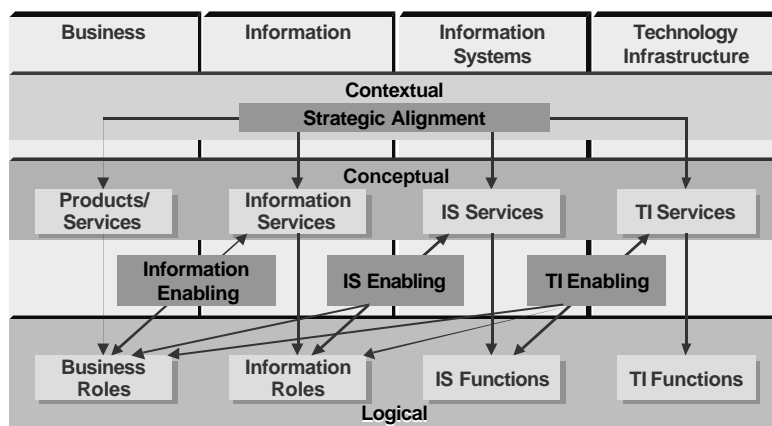 Business
Information
Information
Systems
Technology
Infrastructure
Contextual
Strategic Alignment
Conceptual
Products/
Services
Information
Services
IS Services
TI Services
Information
Enabling
IS Enabling
TI Enabling
Business
Roles
Information
Roles
IS Functions
TI Functions
Logical